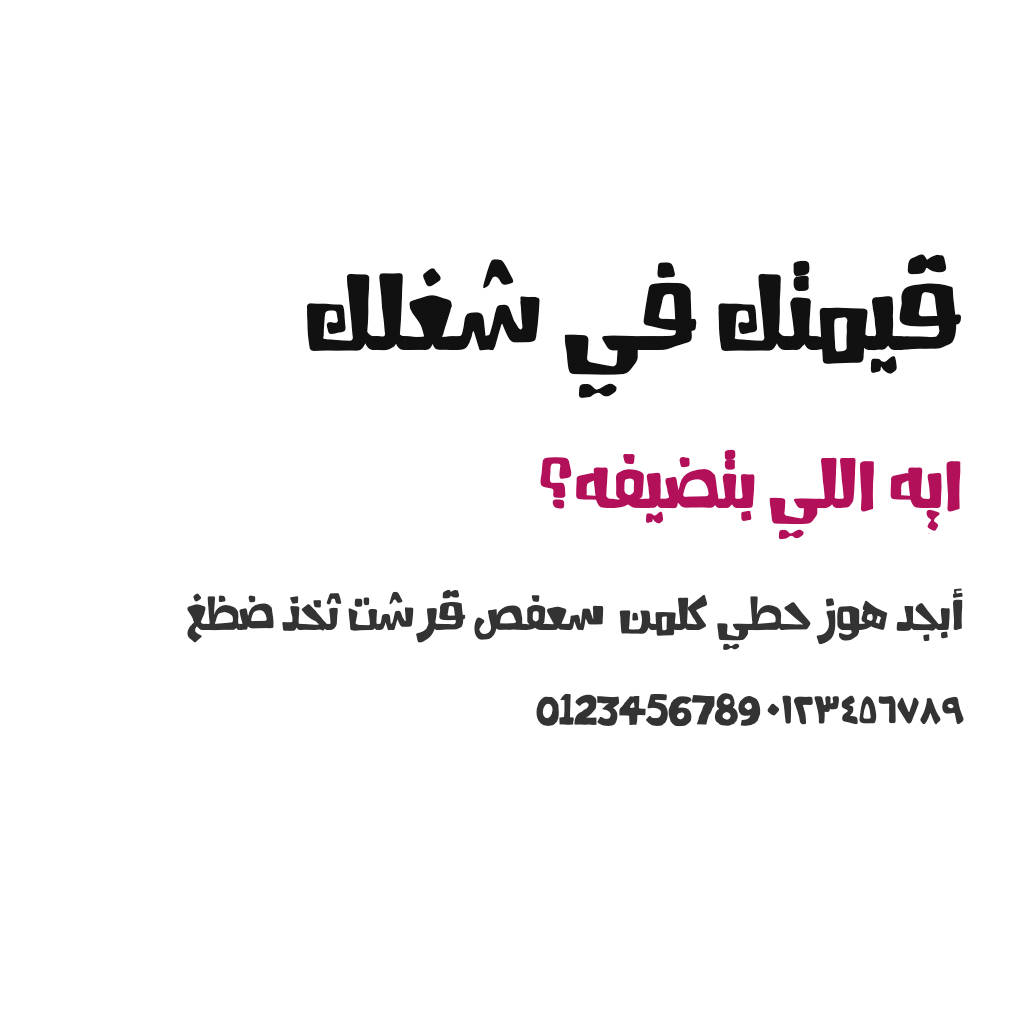 قيمتك في شغلك
ايه اللي بتضيفه؟
أبجد هوز حطي كلمن سعفص قرشت ثخذ ضظغ
٠١٢٣٤٥٦٧٨٩ 0123456789